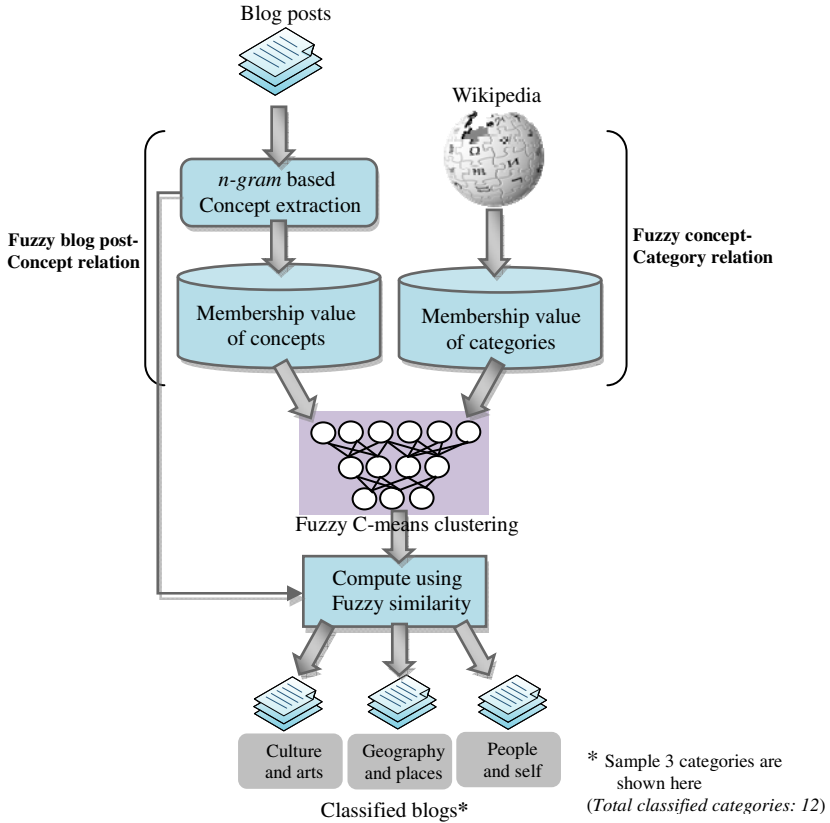 Blog posts
Wikipedia
n-gram based
Concept extraction
Fuzzy blog post-
Concept relation
Fuzzy concept-
Category relation
Membership value
of concepts
Membership value
of categories
Fuzzy C-means clustering
Compute using
Fuzzy similarity
Culture
and arts
Geography
and places
People
and self
* Sample 3 categories are
shown here
(Total classified categories: 12)
Classified blogs*